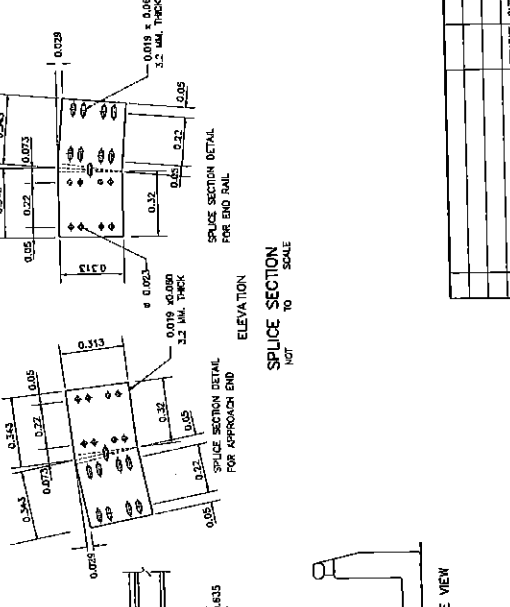 0.029
0.073
0.05
0.22
0.019 x 0.06
3.2 MM. THICK
0.05
0.22
0.05
0.32
0.313
ø 0.023
SPLICE SECTION DETAIL
FOR END RAIL
0.343
0.343
0.22
0.05
0.073
0.029
0.313
0.019 x0.060
3.2 MM. THICK
0.32
0.05
0.22
0.05
SPLICE SECTION DETAIL
FOR APPROACH END
ELEVATION
SPLICE SECTION
NOT TO SCALE
E VIEW